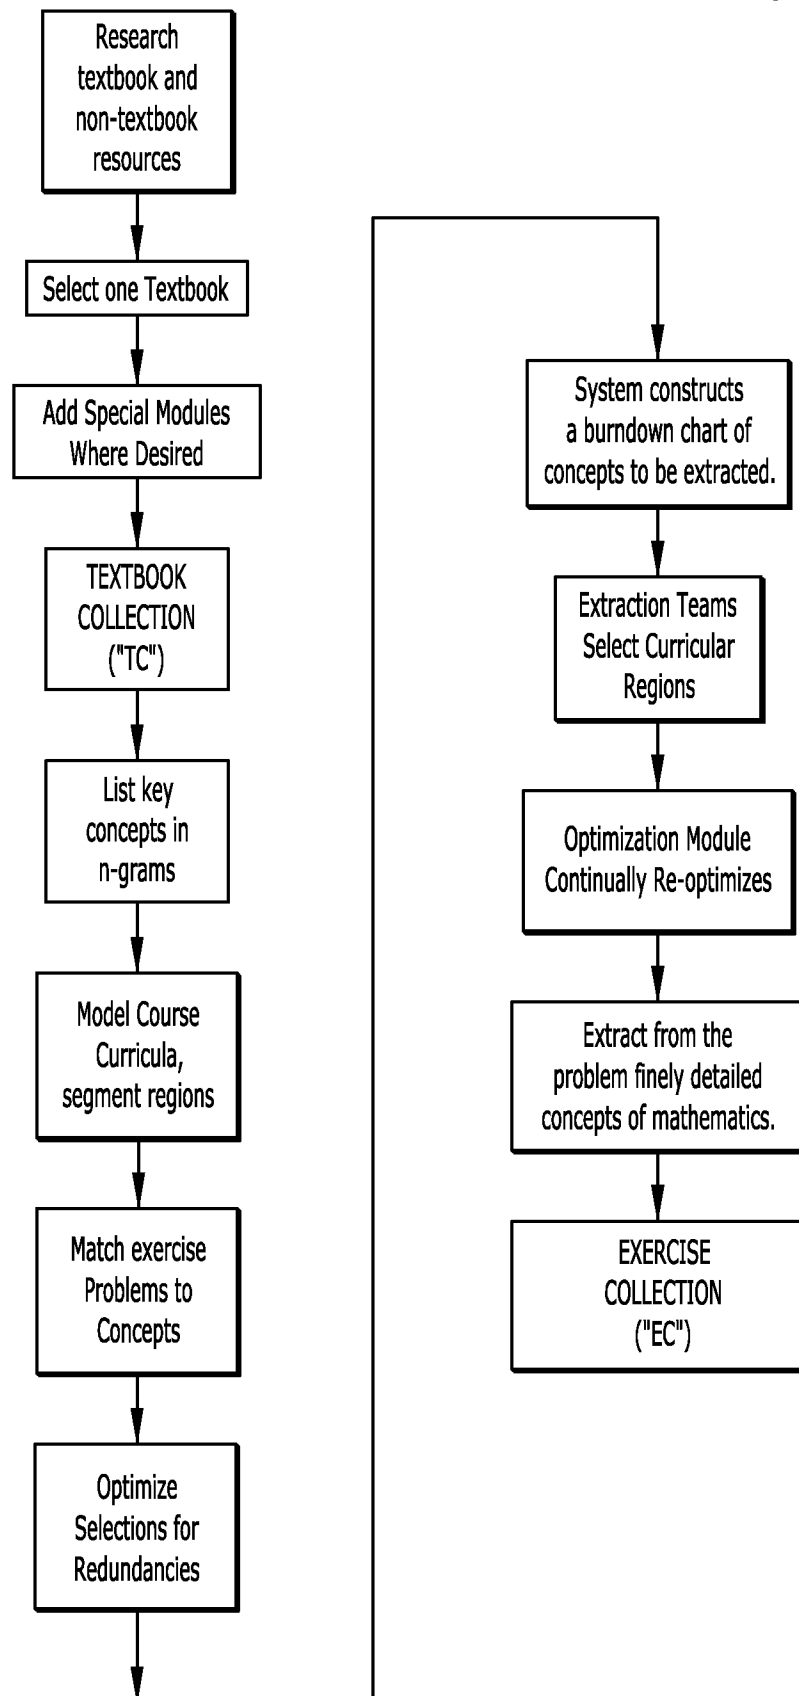 Research
textbook and
non-textbook
resources
Select one Textbook
Add Special Modules
Where Desired
TEXTBOOK
COLLECTION
("TC")
List key
concepts in
n-grams
Model Course
Curricula,
segment regions
Match exercise
Problems to
Concepts
Optimize
Selections for
Redundancies
System constructs
a burndown chart of
concepts to be extracted.
Extraction Teams
Select Curricular
Regions
Optimization Module
Continually Re-optimizes
Extract from the
problem finely detailed
concepts of mathematics.
EXERCISE
COLLECTION
("EC")